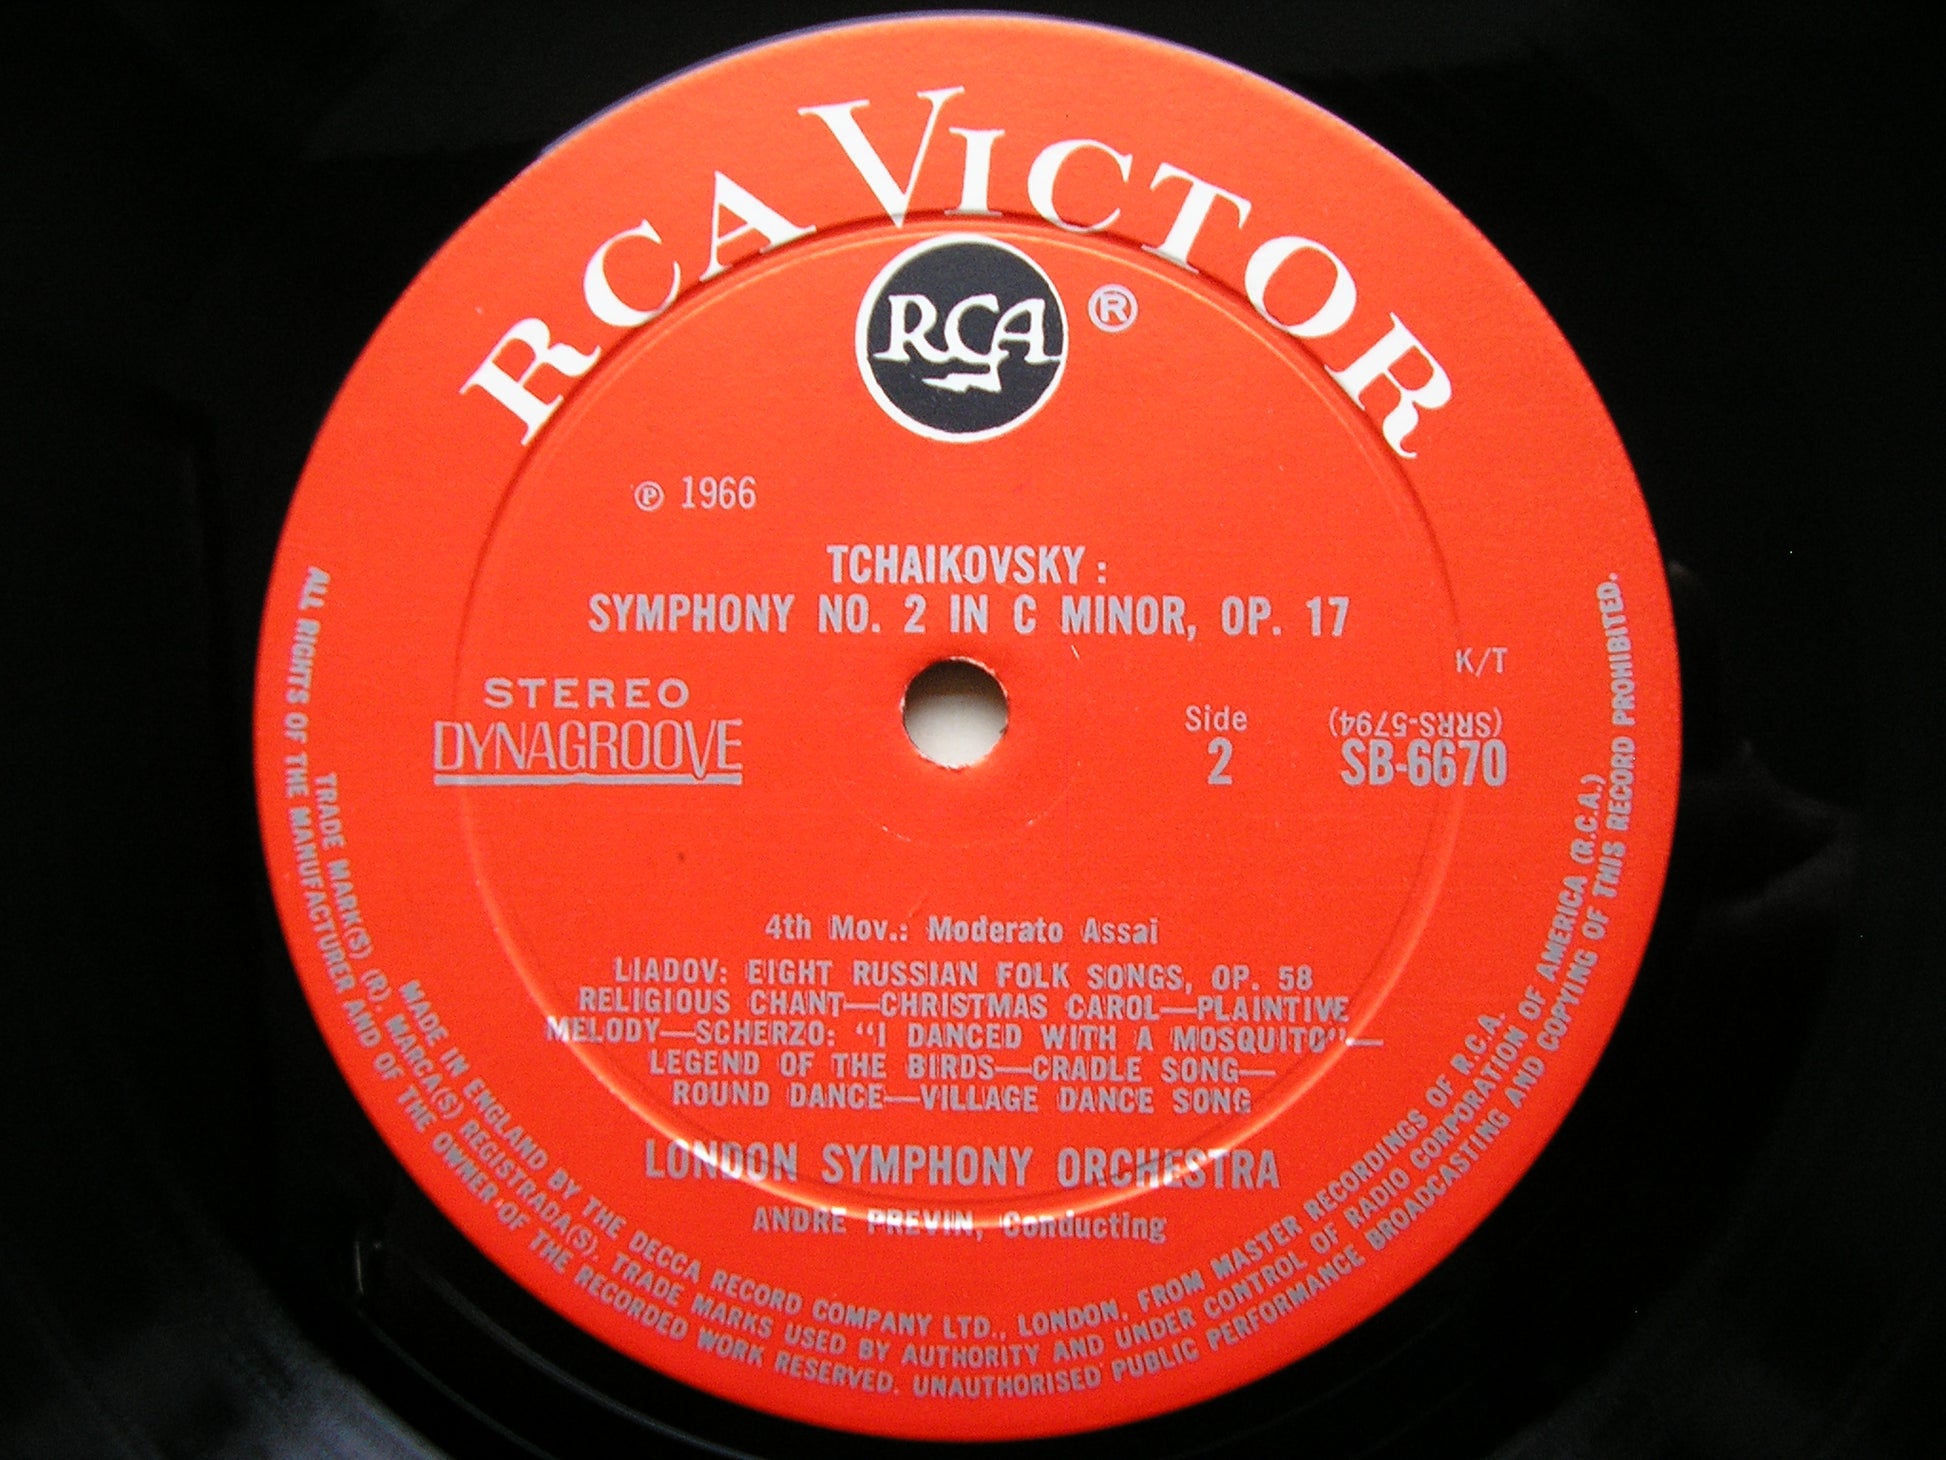 RCA VICTOR
RCA ®
℗ 1966
TCHAIKOVSKY :
SYMPHONY NO. 2 IN C MINOR, OP. 17
K/T
STEREO
DYNAGROOVE
Side
2
(SRRS-5794)
SB-6670
4th Mov.: Moderato Assai
LIADOV: EIGHT RUSSIAN FOLK SONGS, OP. 58
RELIGIOUS CHANT—CHRISTMAS CAROL—PLAINTIVE
MELODY—SCHERZO: “I DANCED WITH A MOSQUITO”—
LEGEND OF THE BIRDS—CRADLE SONG—
ROUND DANCE—VILLAGE DANCE SONG
LONDON SYMPHONY ORCHESTRA
ANDRE PREVIN, Conducting
MADE IN ENGLAND BY THE DECCA RECORD COMPANY LTD., LONDON, FROM MASTER RECORDINGS OF R.C.A.
TRADE MARK(S) (R). MARCA(S) REGISTRADA(S). TRADE MARKS USED BY AUTHORITY AND UNDER CONTROL OF RADIO CORPORATION OF AMERICA (R.C.A.)
ALL RIGHTS OF THE MANUFACTURER AND OF THE OWNER OF THE RECORDED WORK RESERVED. UNAUTHORISED PUBLIC PERFORMANCE BROADCASTING AND COPYING OF THIS RECORD PROHIBITED.